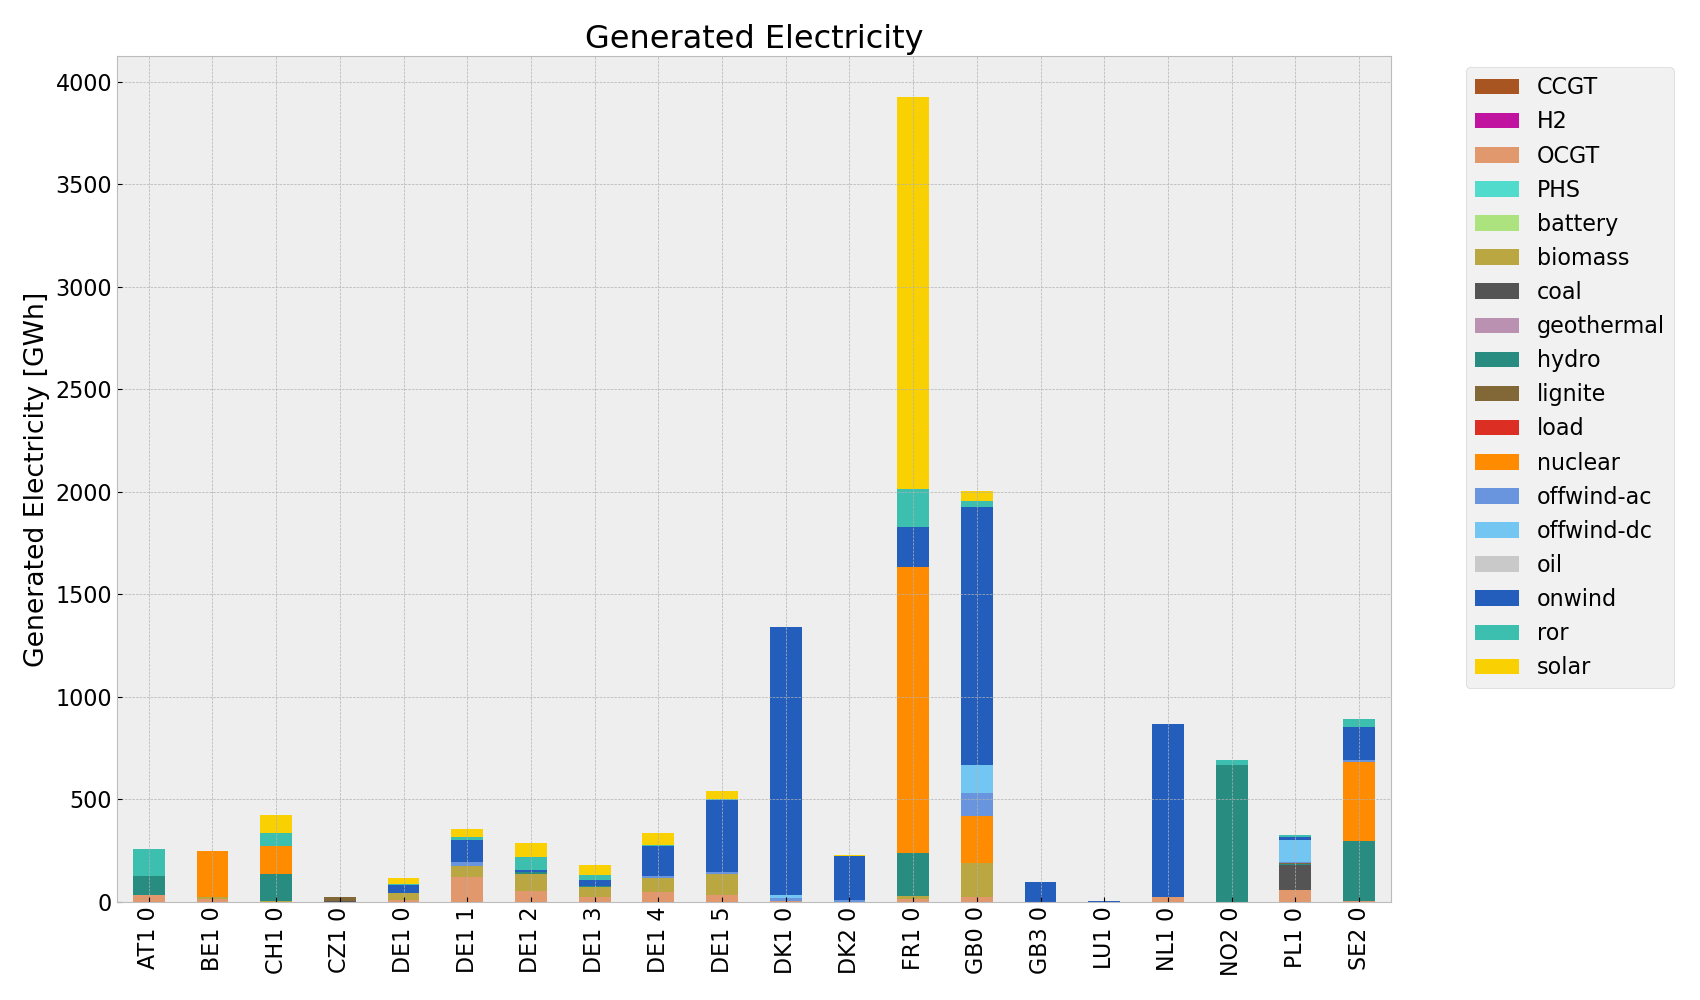 Generated Electricity
Generated Electricity [GWh]
4000
3500
3000
2500
2000
1500
1000
500
0
AT1 0
BE1 0
CH1 0
CZ1 0
DE1 0
DE1 1
DE1 2
DE1 3
DE1 4
DE1 5
DK1 0
DK2 0
FR1 0
GB0 0
GB3 0
LU1 0
NL1 0
NO2 0
PL1 0
SE2 0
CCGT
H2
OCGT
PHS
battery
biomass
coal
geothermal
hydro
lignite
load
nuclear
offwind-ac
offwind-dc
oil
onwind
ror
solar